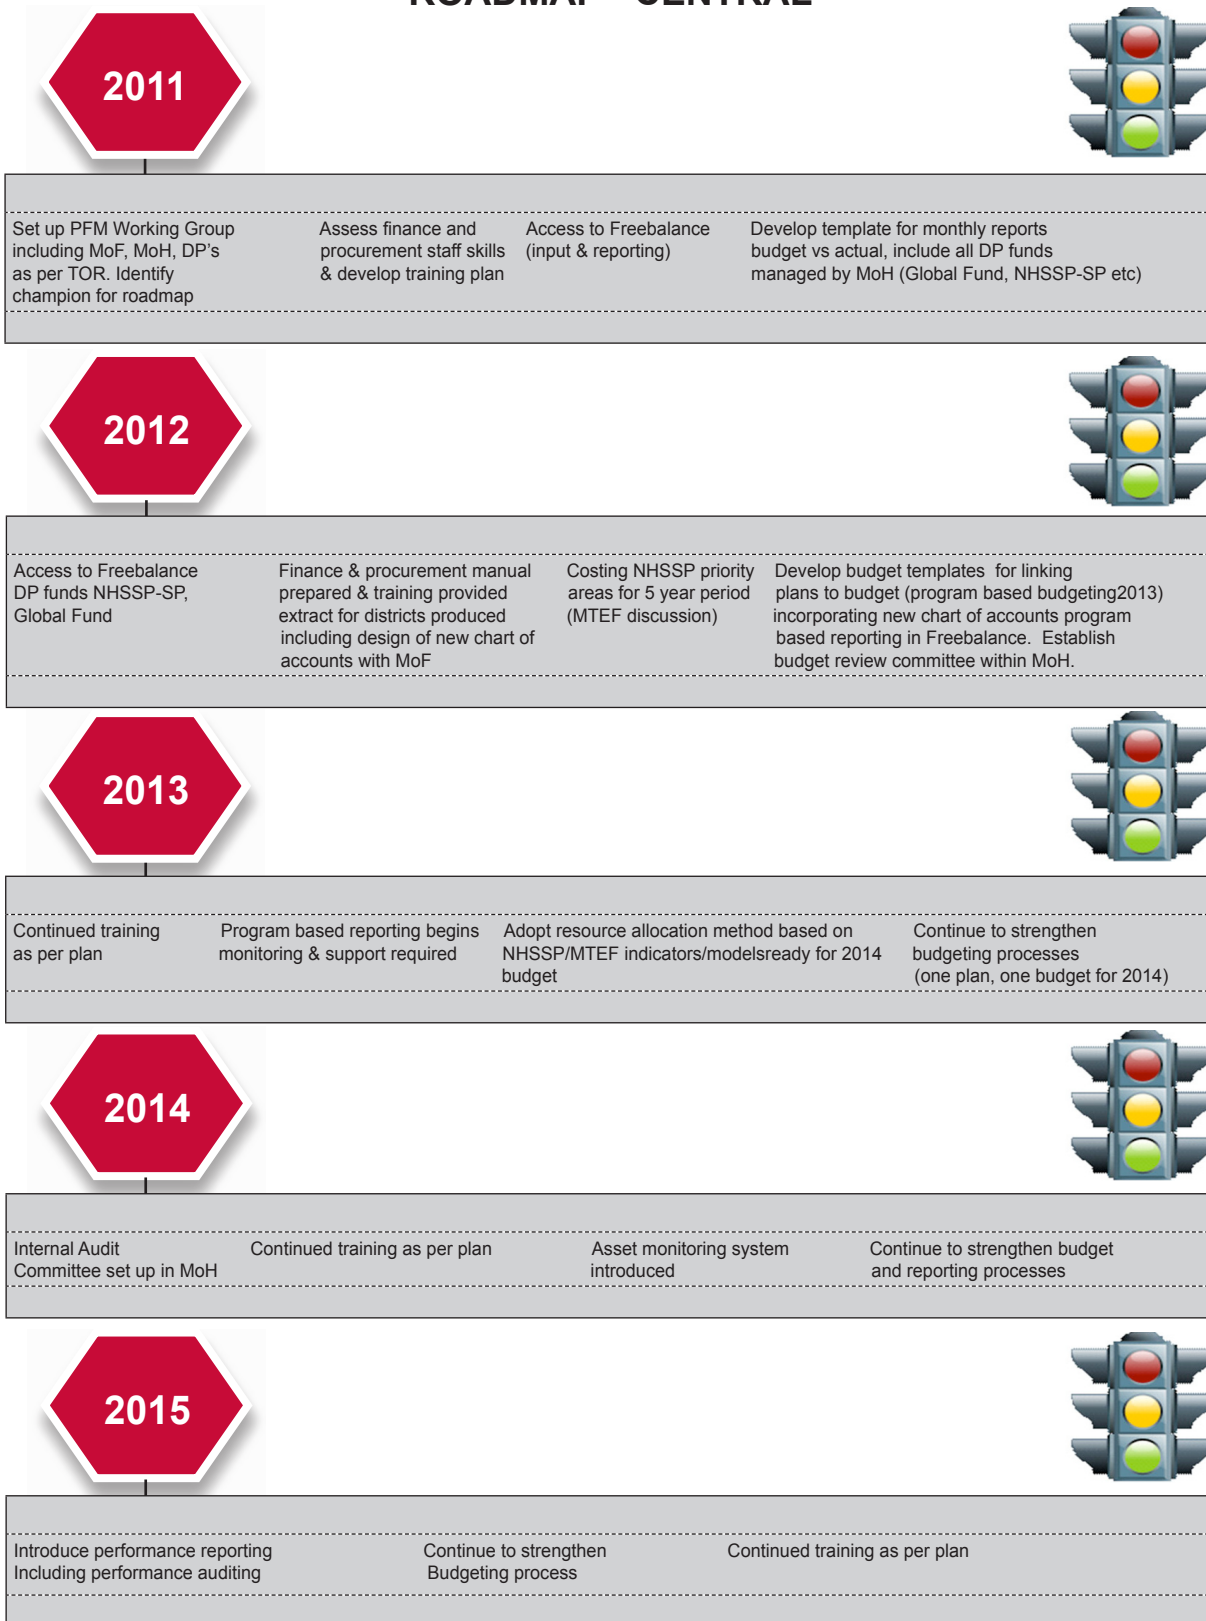 ROADMAP - CENTRAL
2011
Set up PFM Working Group
including MoF, MoH, DP's
as per TOR. Identify
champion for roadmap
Assess finance and
procurement staff skills
& develop training plan
Access to Freebalance
(input & reporting)
Develop template for monthly reports
budget vs actual, include all DP funds
managed by MoH (Global Fund, NHSSP-SP etc)
2012
Access to Freebalance
DP funds NHSSP-SP,
Global Fund
Finance & procurement manual
prepared & training provided
extract for districts produced
including design of new chart of
accounts with MoF
Costing NHSSP priority
areas for 5 year period
(MTEF discussion)
Develop budget templates for linking
plans to budget (program based budgeting2013)
incorporating new chart of accounts program
based reporting in Freebalance. Establish
budget review committee within MoH.
2013
Continued training
as per plan
Program based reporting begins
monitoring & support required
Adopt resource allocation method based on
NHSSP/MTEF indicators/modelsready for 2014
budget
Continue to strengthen
budgeting processes
(one plan, one budget for 2014)
2014
Internal Audit
Committee set up in MoH
Continued training as per plan
Asset monitoring system
introduced
Continue to strengthen budget
and reporting processes
2015
Introduce performance reporting
Including performance auditing
Continue to strengthen
Budgeting process
Continued training as per plan